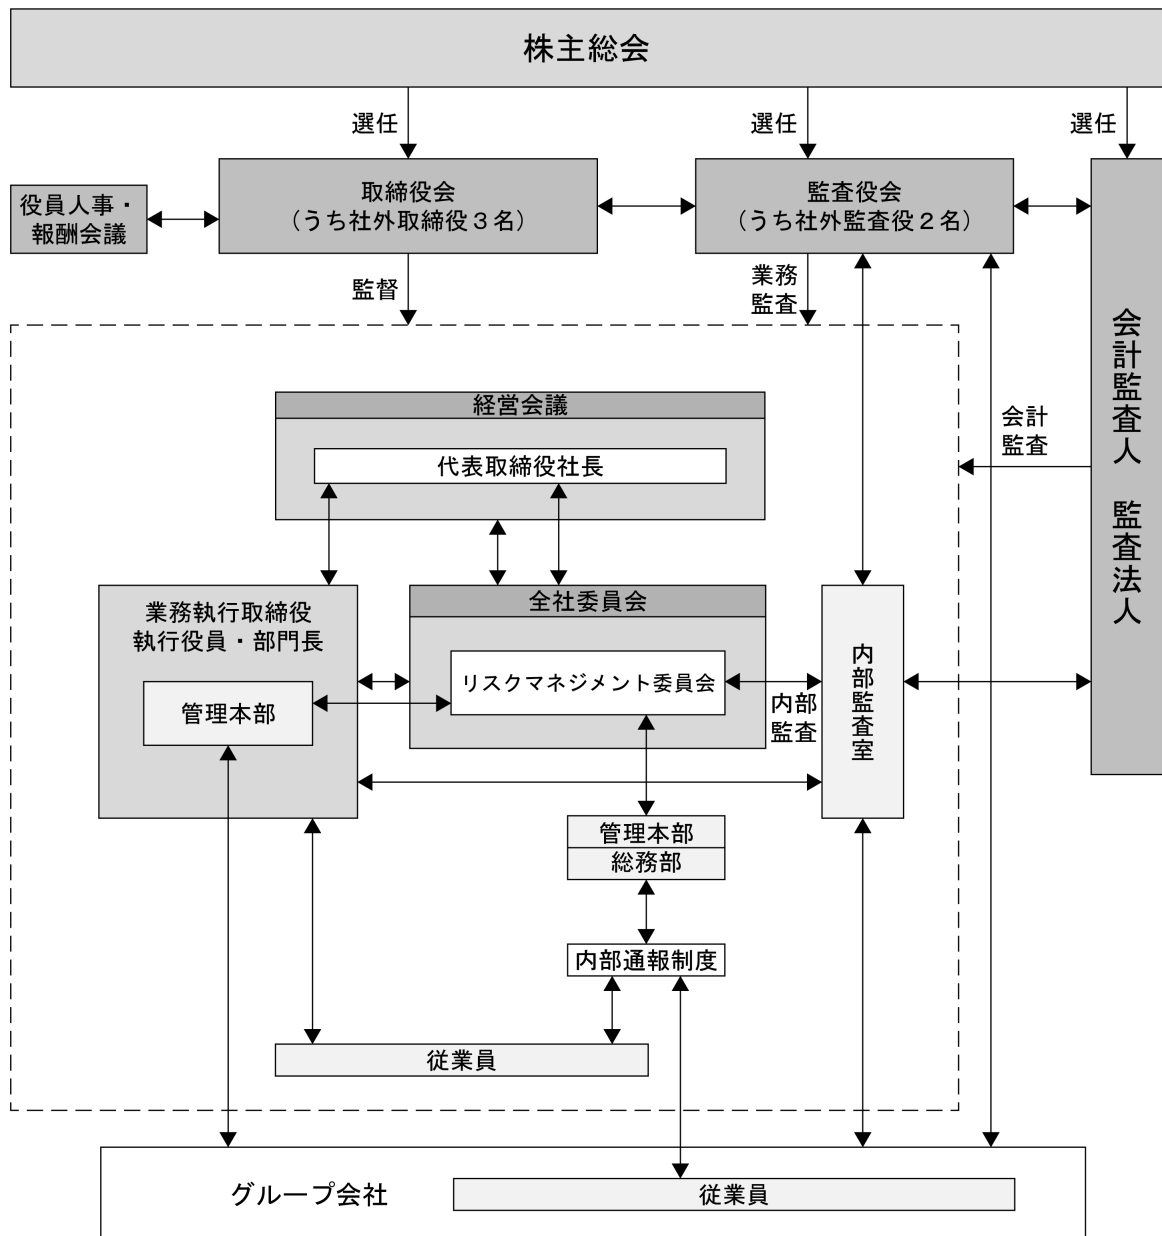 株主総会
選任
選任
選任
役員人事・
報酬会議
取締役会
（うち社外取締役３名）
監査役会
（うち社外監査役２名）
会計監査人　監査法人
監督
業務
監査
会計
監査
経営会議
代表取締役社長
業務執行取締役
執行役員・部門長
管理本部
全社委員会
リスクマネジメント委員会
内部
監査
内部監査室
管理本部
総務部
内部通報制度
従業員
グループ会社
従業員